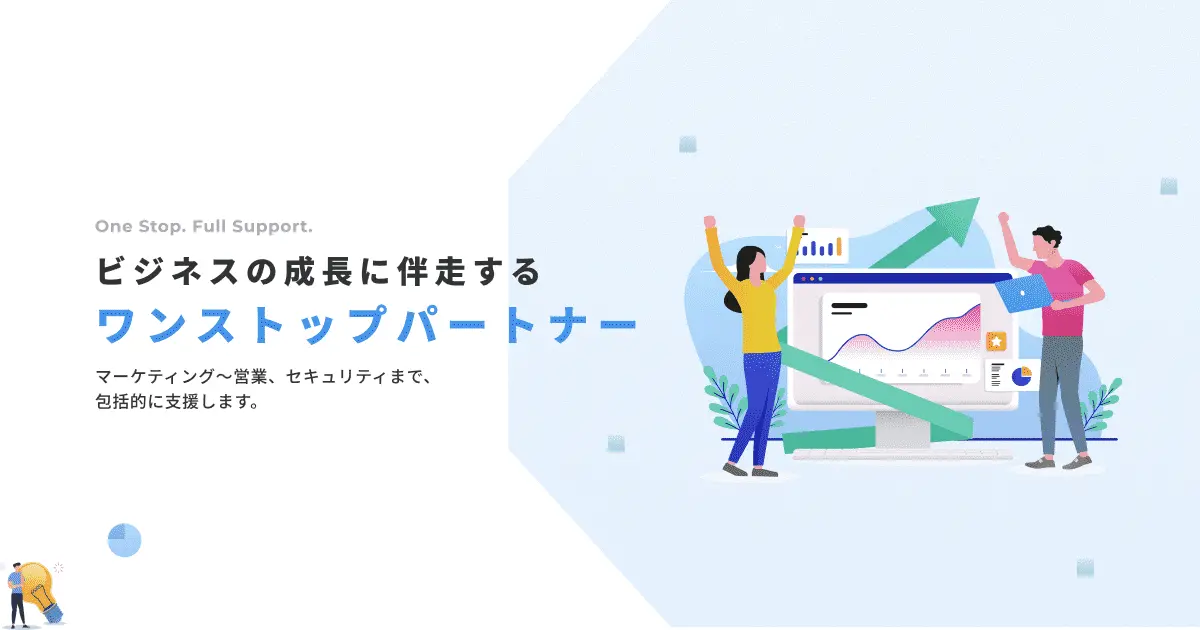 One Stop. Full Support.
ビジネスの成長に伴走する
ワンストップパートナー
マーケティング～営業、セキュリティまで、
包括的に支援します。